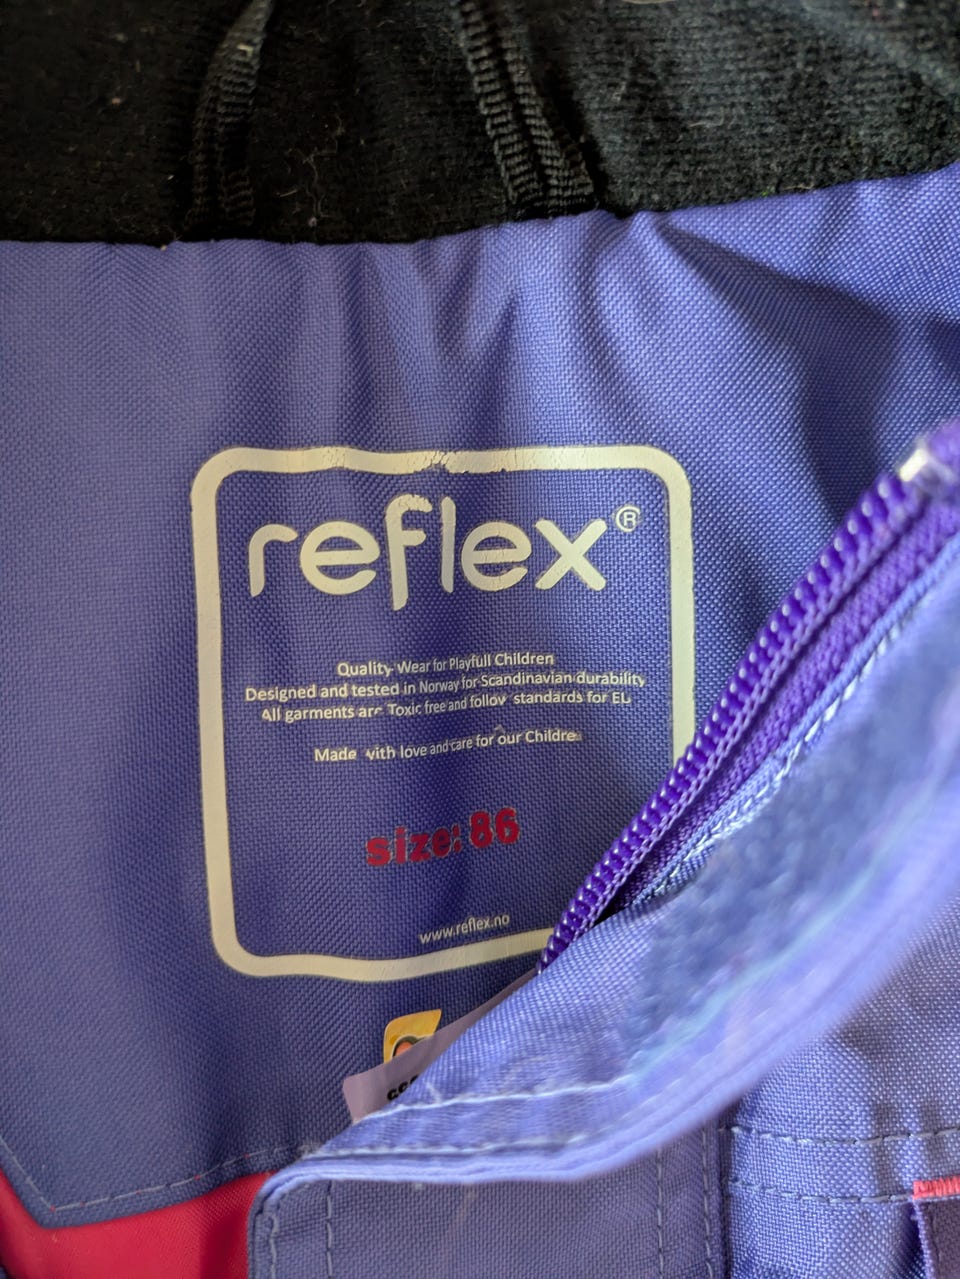 reflex®
Quality Wear for Playfull Children
Designed and tested in Norway for Scandinavian durability
All garments are Toxic free and follow standards for EU
Made with love and care for our Children
size: 86
www.reflex.no